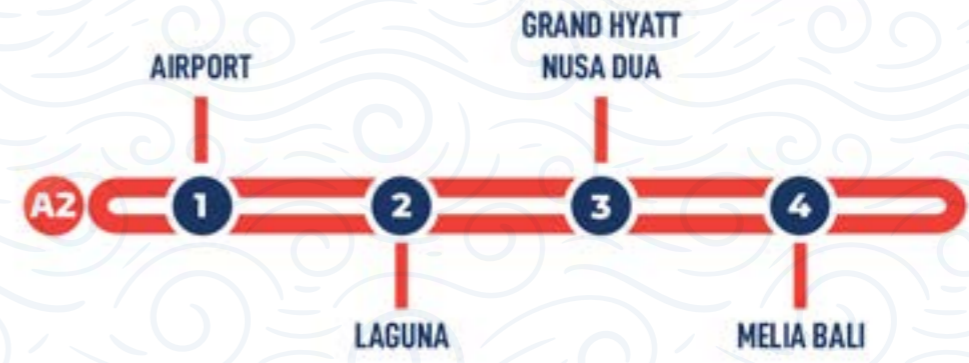 GRAND HYATT
NUSA DUA
AIRPORT
A2
1
2
3
4
LAGUNA
MELIA BALI